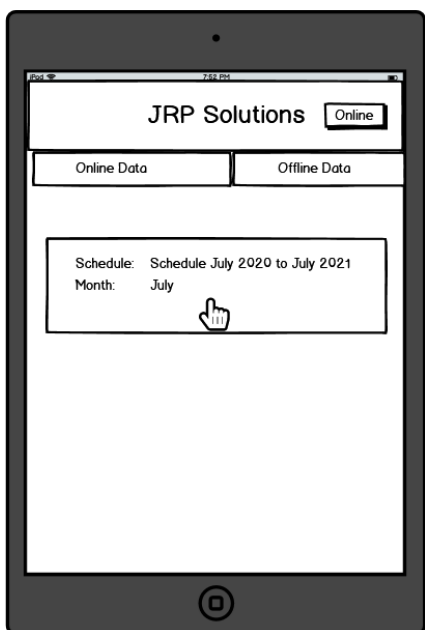 iPod 7:52 PM
JRP Solutions Online
Online Data Offline Data
Schedule: Schedule July 2020 to July 2021
Month: July